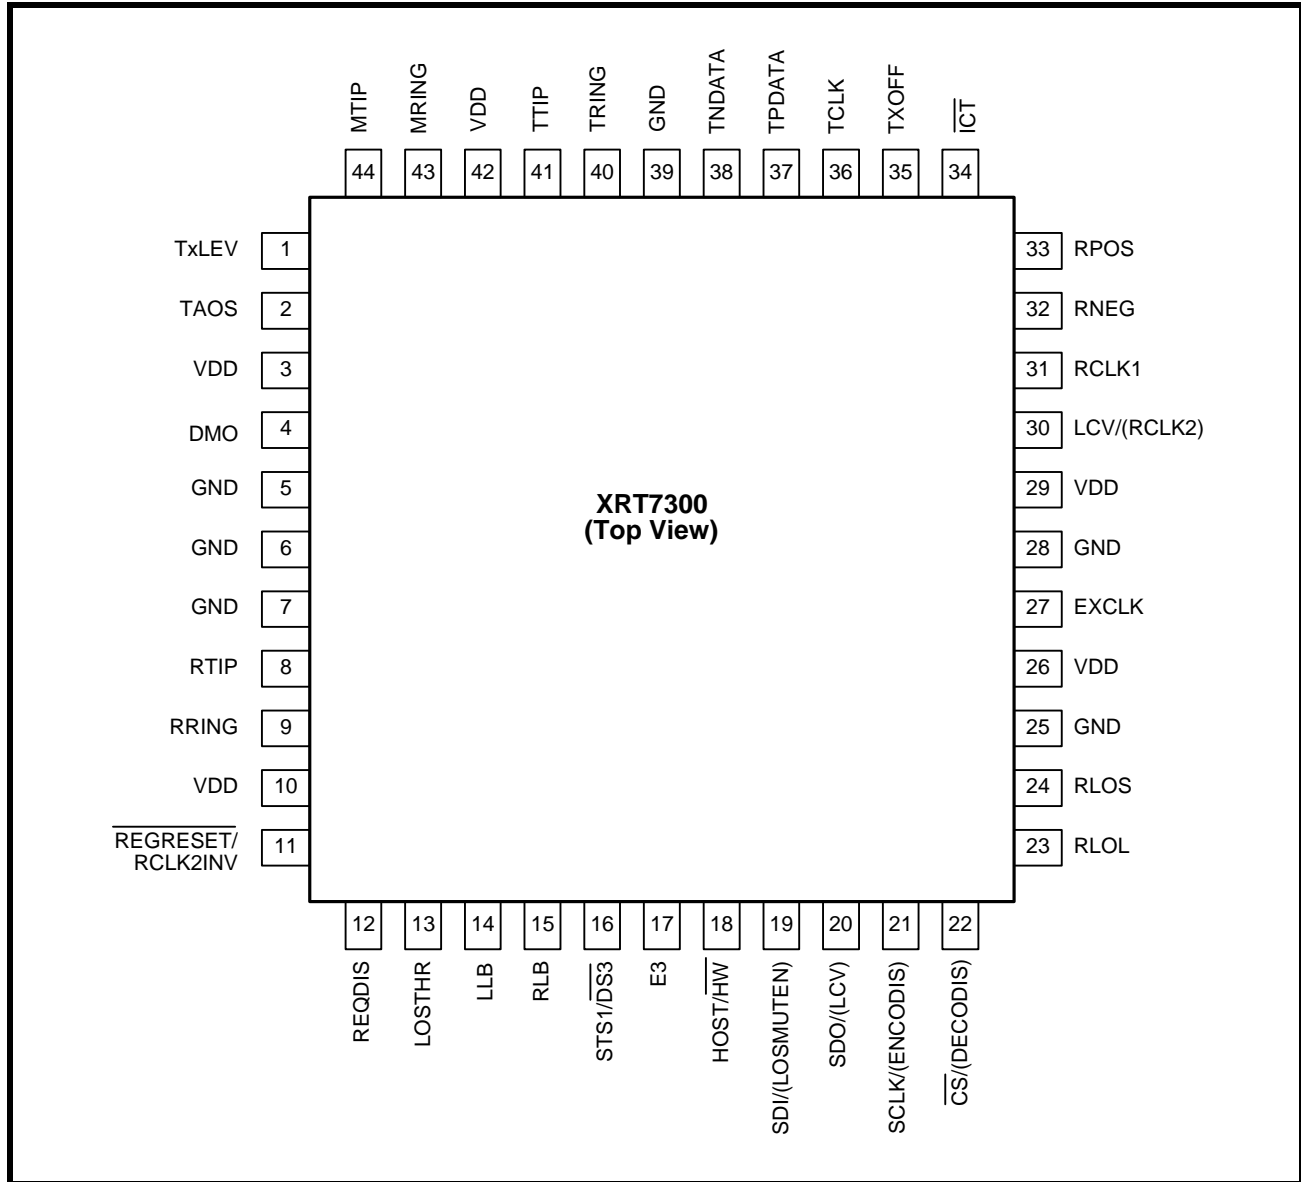 MTIP
MRING
VDD
TTIP
TRING
GND
TNDATA
TPDATA
TCLK
TXOFF
ICT
44
43
42
41
40
39
38
37
36
35
34
TxLEV 1
TAOS 2
VDD 3
DMO 4
GND 5
GND 6
GND 7
RTIP 8
RRING 9
VDD 10
REGRESET/
RCLK2INV
11
XRT7300
(Top View)
33 RPOS
32 RNEG
31 RCLK1
30 LCV/(RCLK2)
29 VDD
28 GND
27 EXCLK
26 VDD
25 GND
24 RLOS
23 RLOL
12
13
14
15
16
17
18
19
20
21
22
REQDIS
LOSTHR
LLB
RLB
STS1/DS3
E3
HOST/HW
SDI/(LOSMUTEN)
SDO/(LCV)
SCLK/(ENCODIS)
CS/(DECODIS)